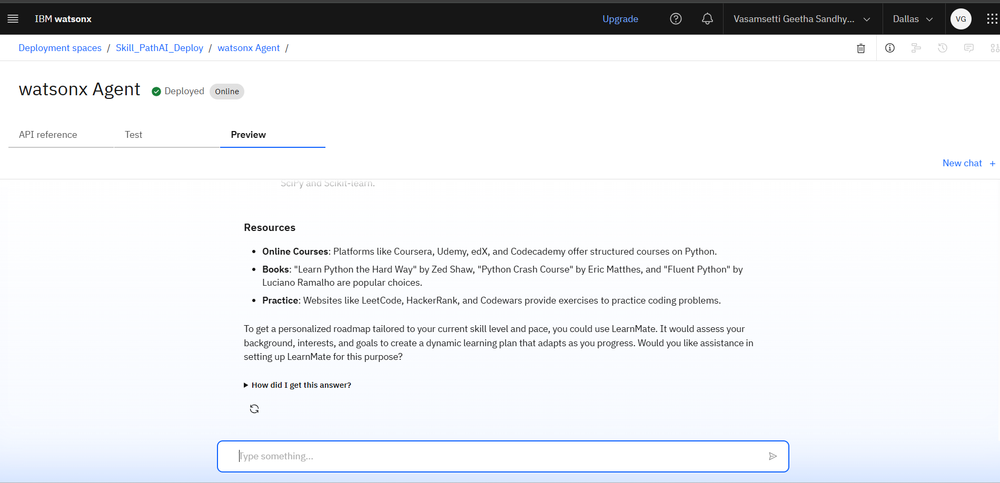 IBM watsonx
Upgrade
Vasamsetti Geetha Sandhy...
Dallas
VG
Deployment spaces / Skill_PathAI_Deploy / watsonx Agent /
watsonx Agent
Deployed
Online
API reference
Test
Preview
New chat +
SciPy and Scikit-learn.
Resources
• Online Courses: Platforms like Coursera, Udemy, edX, and Codecademy offer structured courses on Python.
• Books: "Learn Python the Hard Way" by Zed Shaw, "Python Crash Course" by Eric Matthes, and "Fluent Python" by
Luciano Ramalho are popular choices.
• Practice: Websites like LeetCode, HackerRank, and Codewars provide exercises to practice coding problems.
To get a personalized roadmap tailored to your current skill level and pace, you could use LearnMate. It would assess your
background, interests, and goals to create a dynamic learning plan that adapts as you progress. Would you like assistance in
setting up LearnMate for this purpose?
How did I get this answer?
Type something...